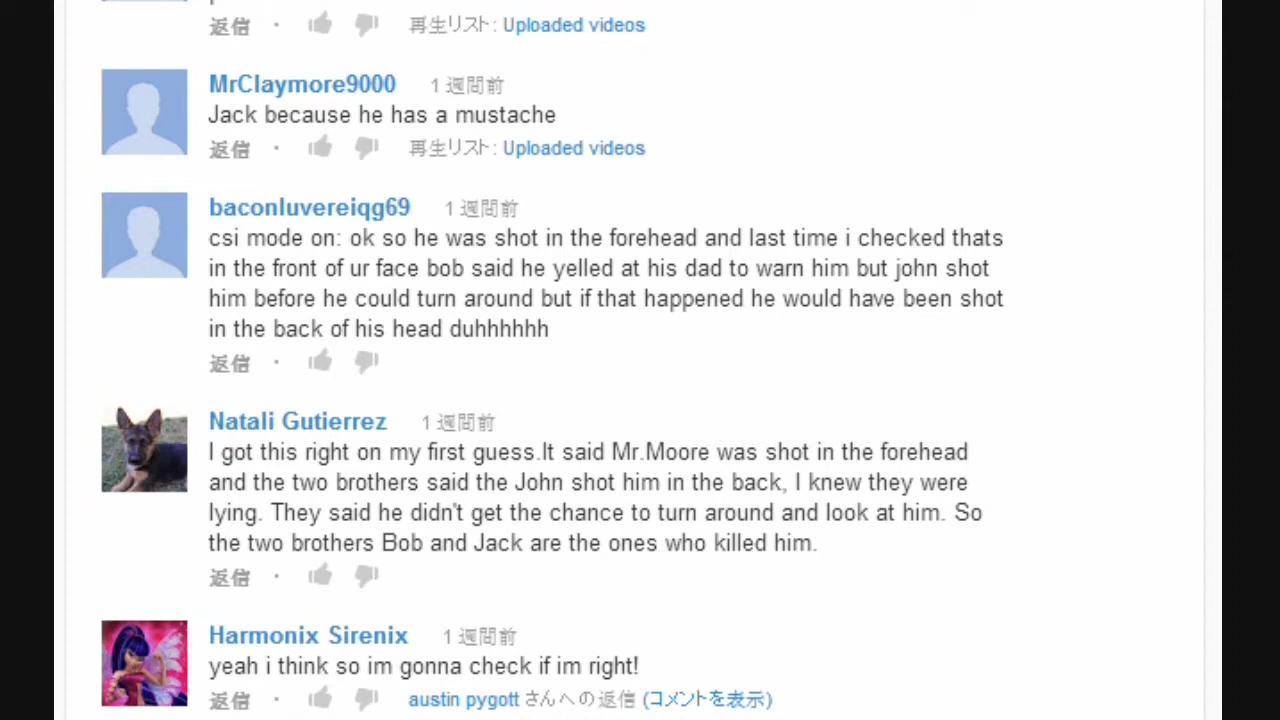 返信 · 再生リスト: Uploaded videos
MrClaymore9000 1 週間前
Jack because he has a mustache
返信 · 再生リスト: Uploaded videos
baconluvereiqg69 1 週間前
csi mode on: ok so he was shot in the forehead and last time i checked thats
in the front of ur face bob said he yelled at his dad to warn him but john shot
him before he could turn around but if that happened he would have been shot
in the back of his head duhhhhhh
返信 ·
Natali Gutierrez 1 週間前
I got this right on my first guess.It said Mr.Moore was shot in the forehead
and the two brothers said the John shot him in the back, I knew they were
lying. They said he didn't get the chance to turn around and look at him. So
the two brothers Bob and Jack are the ones who killed him.
返信 ·
Harmonix Sirenix 1 週間前
yeah i think so im gonna check if im right!
返信 · austin pygott さんへの返信 (コメントを表示)